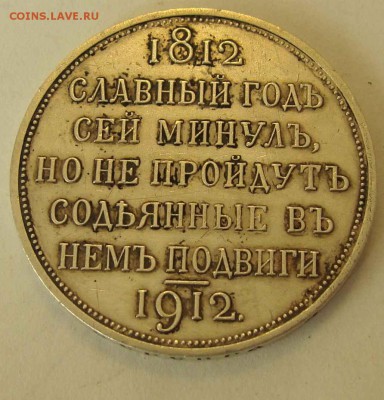 COINS.LAVE.RU
1812
СЛАВНЫЙ ГОДЪ
СЕЙ МИНУЛЪ,
НО НЕ ПРОЙДУТЪ
СОДѢЯННЫЕ ВЪ
НЕМЪ ПОДВИГИ
1912.